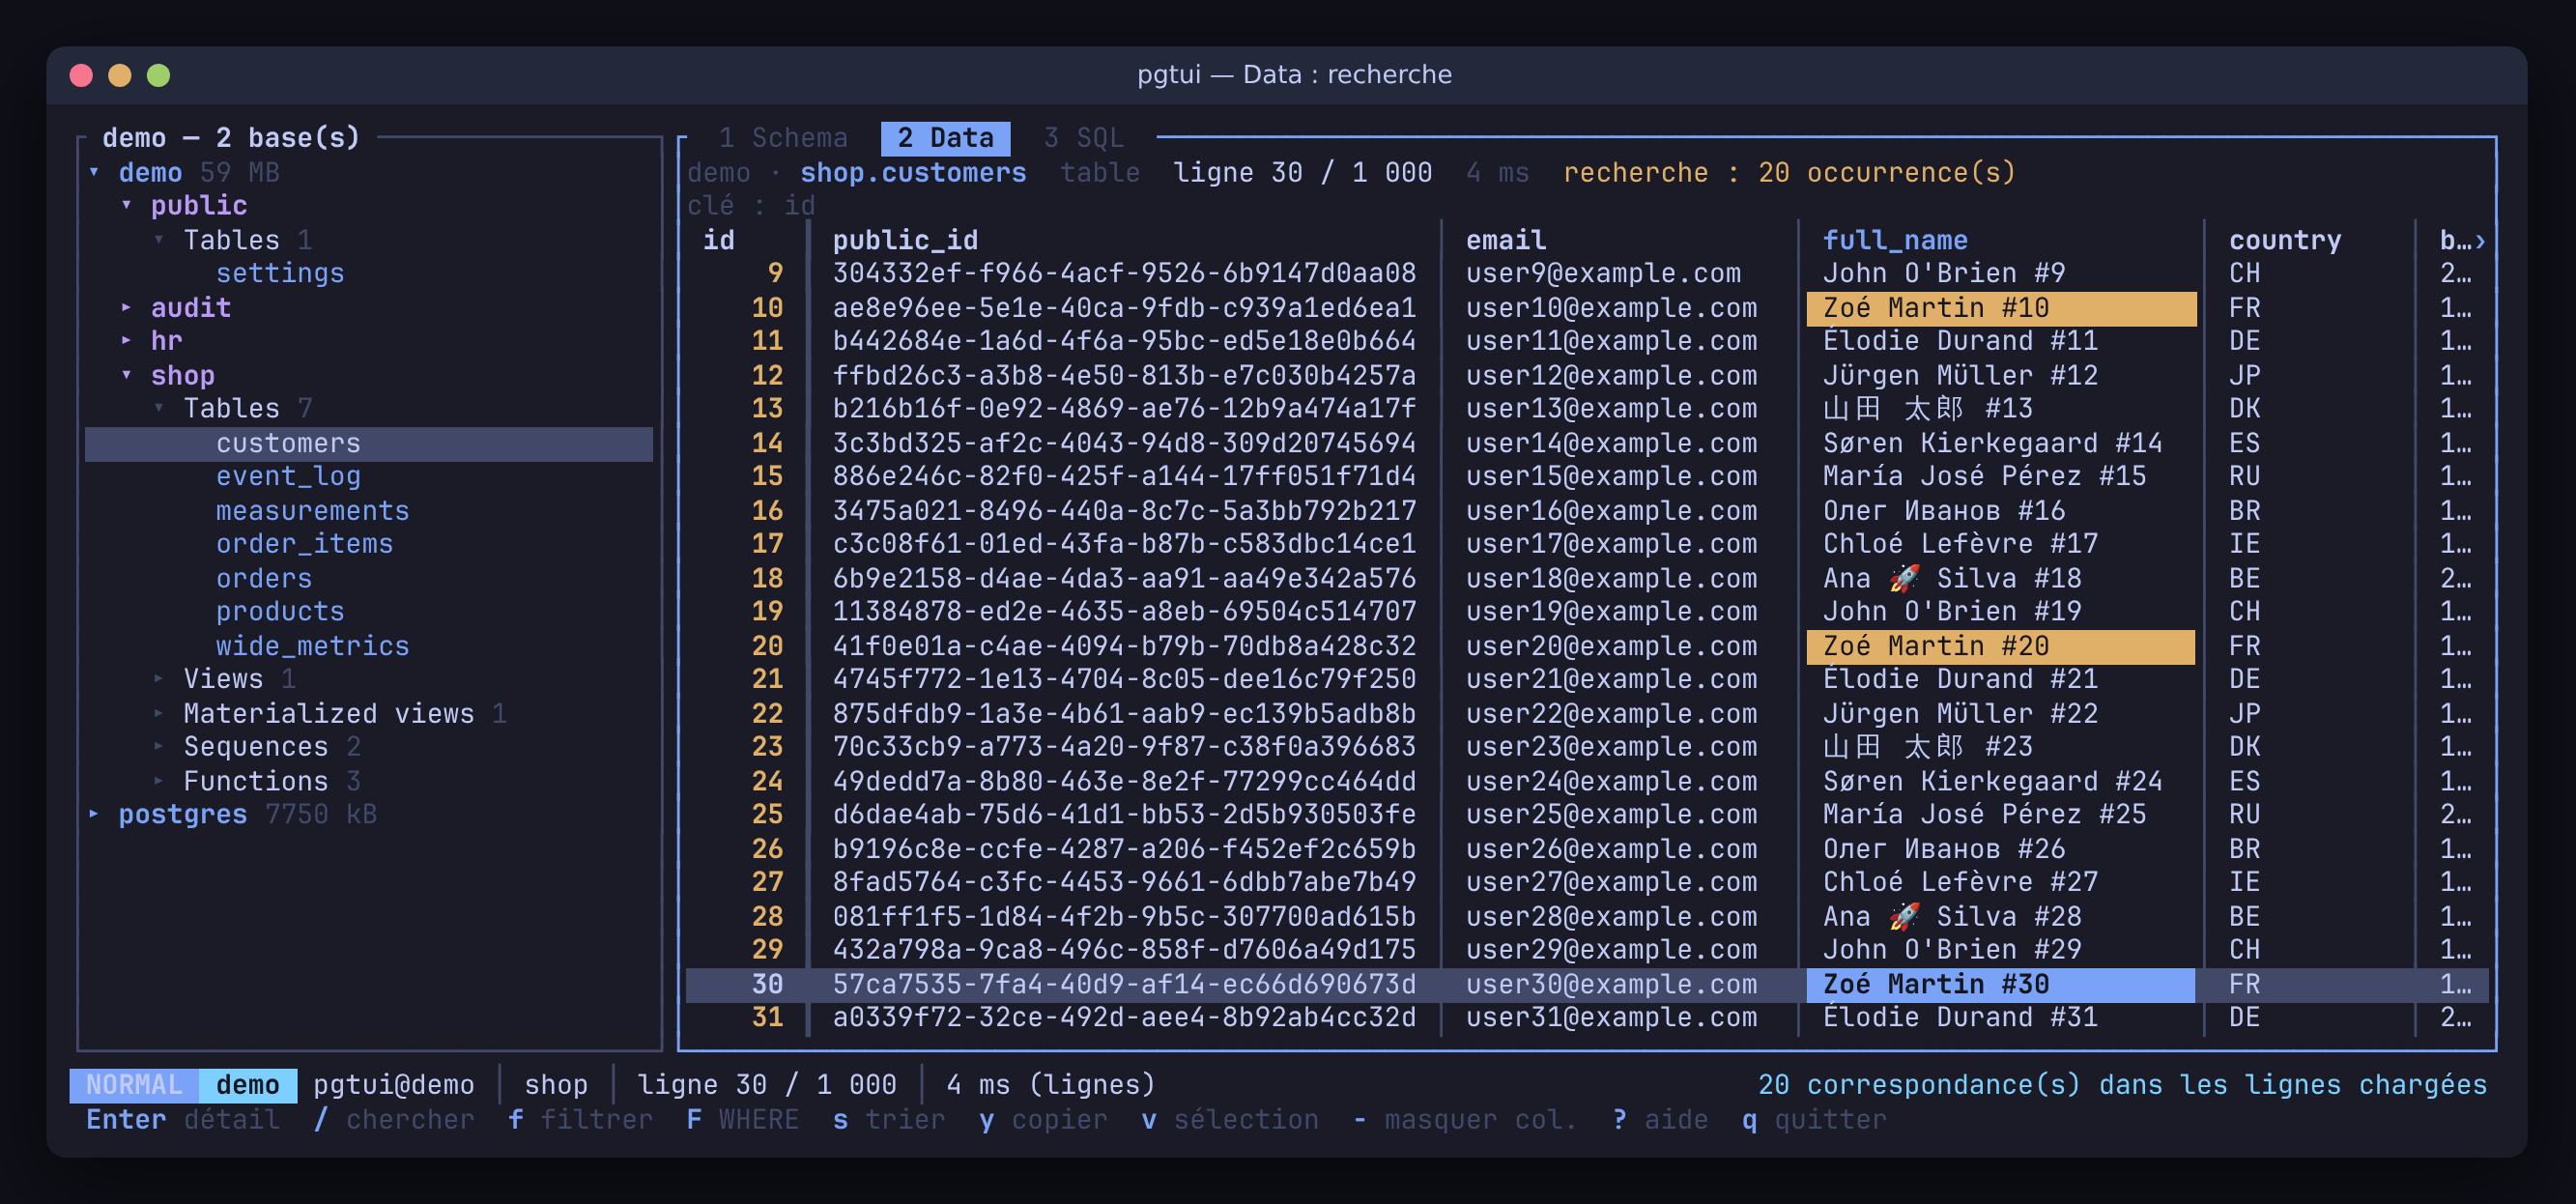 pgtui — Data : recherche
demo — 2 base(s)
▾ demo 59 MB
▾ public
▾ Tables 1
settings
▸ audit
▸ hr
▾ shop
▾ Tables 7
customers
event_log
measurements
order_items
orders
products
wide_metrics
▸ Views 1
▸ Materialized views 1
▸ Sequences 2
▸ Functions 3
▸ postgres 7750 kB
1 Schema 2 Data 3 SQL
demo · shop.customers table ligne 30 / 1 000 4 ms recherche : 20 occurrence(s)
clé : id
id public_id email full_name country b…›
9 304332ef-f966-4acf-9526-6b9147d0aa08 user9@example.com John O'Brien #9 CH 2…
10 ae8e96ee-5e1e-40ca-9fdb-c939a1ed6ea1 user10@example.com Zoé Martin #10 FR 1…
11 b442684e-1a6d-4f6a-95bc-ed5e18e0b664 user11@example.com Élodie Durand #11 DE 1…
12 ffbd26c3-a3b8-4e50-813b-e7c030b4257a user12@example.com Jürgen Müller #12 JP 1…
13 b216b16f-0e92-4869-ae76-12b9a474a17f user13@example.com 山田 太郎 #13 DK 1…
14 3c3bd325-af2c-4043-94d8-309d20745694 user14@example.com Søren Kierkegaard #14 ES 1…
15 886e246c-82f0-425f-a144-17ff051f71d4 user15@example.com María José Pérez #15 RU 1…
16 3475a021-8496-440a-8c7c-5a3bb792b217 user16@example.com Олег Иванов #16 BR 1…
17 c3c08f61-01ed-43fa-b87b-c583dbc14ce1 user17@example.com Chloé Lefèvre #17 IE 1…
18 6b9e2158-d4ae-4da3-aa91-aa49e342a576 user18@example.com Ana 🚀 Silva #18 BE 2…
19 11384878-ed2e-4635-a8eb-69504c514707 user19@example.com John O'Brien #19 CH 1…
20 41f0e01a-c4ae-4094-b79b-70db8a428c32 user20@example.com Zoé Martin #20 FR 1…
21 4745f772-1e13-4704-8c05-dee16c79f250 user21@example.com Élodie Durand #21 DE 1…
22 875dfdb9-1a3e-4b61-aab9-ec139b5adb8b user22@example.com Jürgen Müller #22 JP 1…
23 70c33cb9-a773-4a20-9f87-c38f0a396683 user23@example.com 山田 太郎 #23 DK 1…
24 49dedd7a-8b80-463e-8e2f-77299cc464dd user24@example.com Søren Kierkegaard #24 ES 1…
25 d6dae4ab-75d6-41d1-bb53-2d5b930503fe user25@example.com María José Pérez #25 RU 2…
26 b9196c8e-ccfe-4287-a206-f452ef2c659b user26@example.com Олег Иванов #26 BR 1…
27 8fad5764-c3fc-4453-9661-6dbb7abe7b49 user27@example.com Chloé Lefèvre #27 IE 1…
28 081ff1f5-1d84-4f2b-9b5c-307700ad615b user28@example.com Ana 🚀 Silva #28 BE 1…
29 432a798a-9ca8-496c-858f-d7606a49d175 user29@example.com John O'Brien #29 CH 1…
30 57ca7535-7fa4-40d9-af14-ec66d690673d user30@example.com Zoé Martin #30 FR 1…
31 a0339f72-32ce-492d-aee4-8b92ab4cc32d user31@example.com Élodie Durand #31 DE 2…
NORMAL demo pgtui@demo │ shop │ ligne 30 / 1 000 │ 4 ms (lignes) 20 correspondance(s) dans les lignes chargées
Enter détail / chercher f filtrer F WHERE s trier y copier v sélection - masquer col. ? aide q quitter